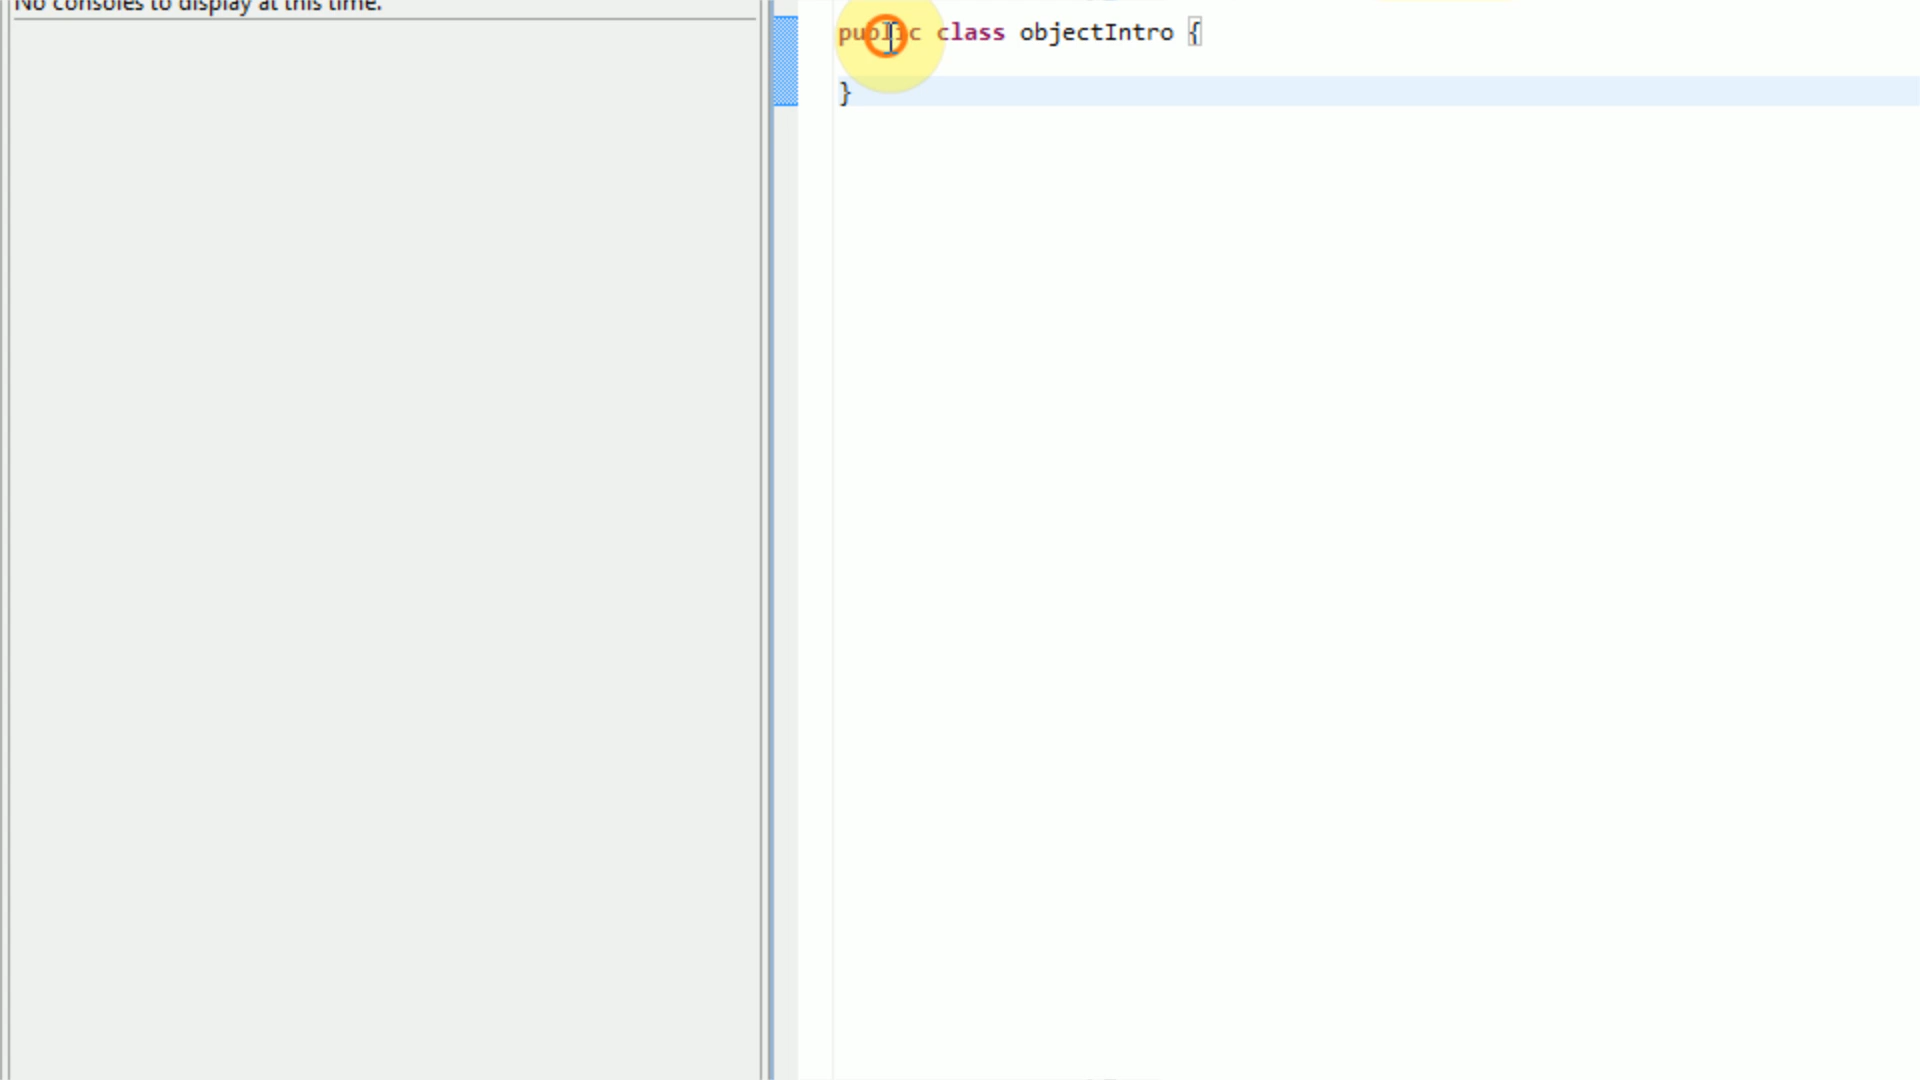 No consoles to display at this time.
public class objectIntro {
}